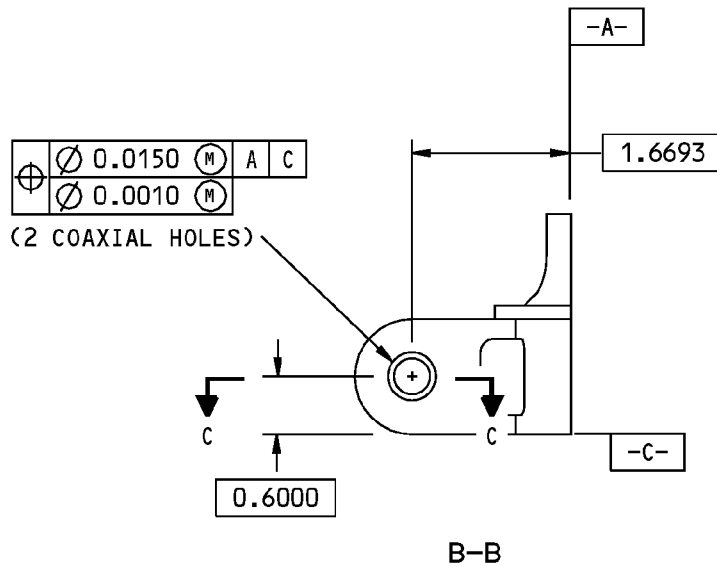 -A-
1.6693
⌖ ⌀ 0.0150 Ⓜ A C
⌀ 0.0010 Ⓜ
(2 COAXIAL HOLES)
C
C
-C-
0.6000
B-B